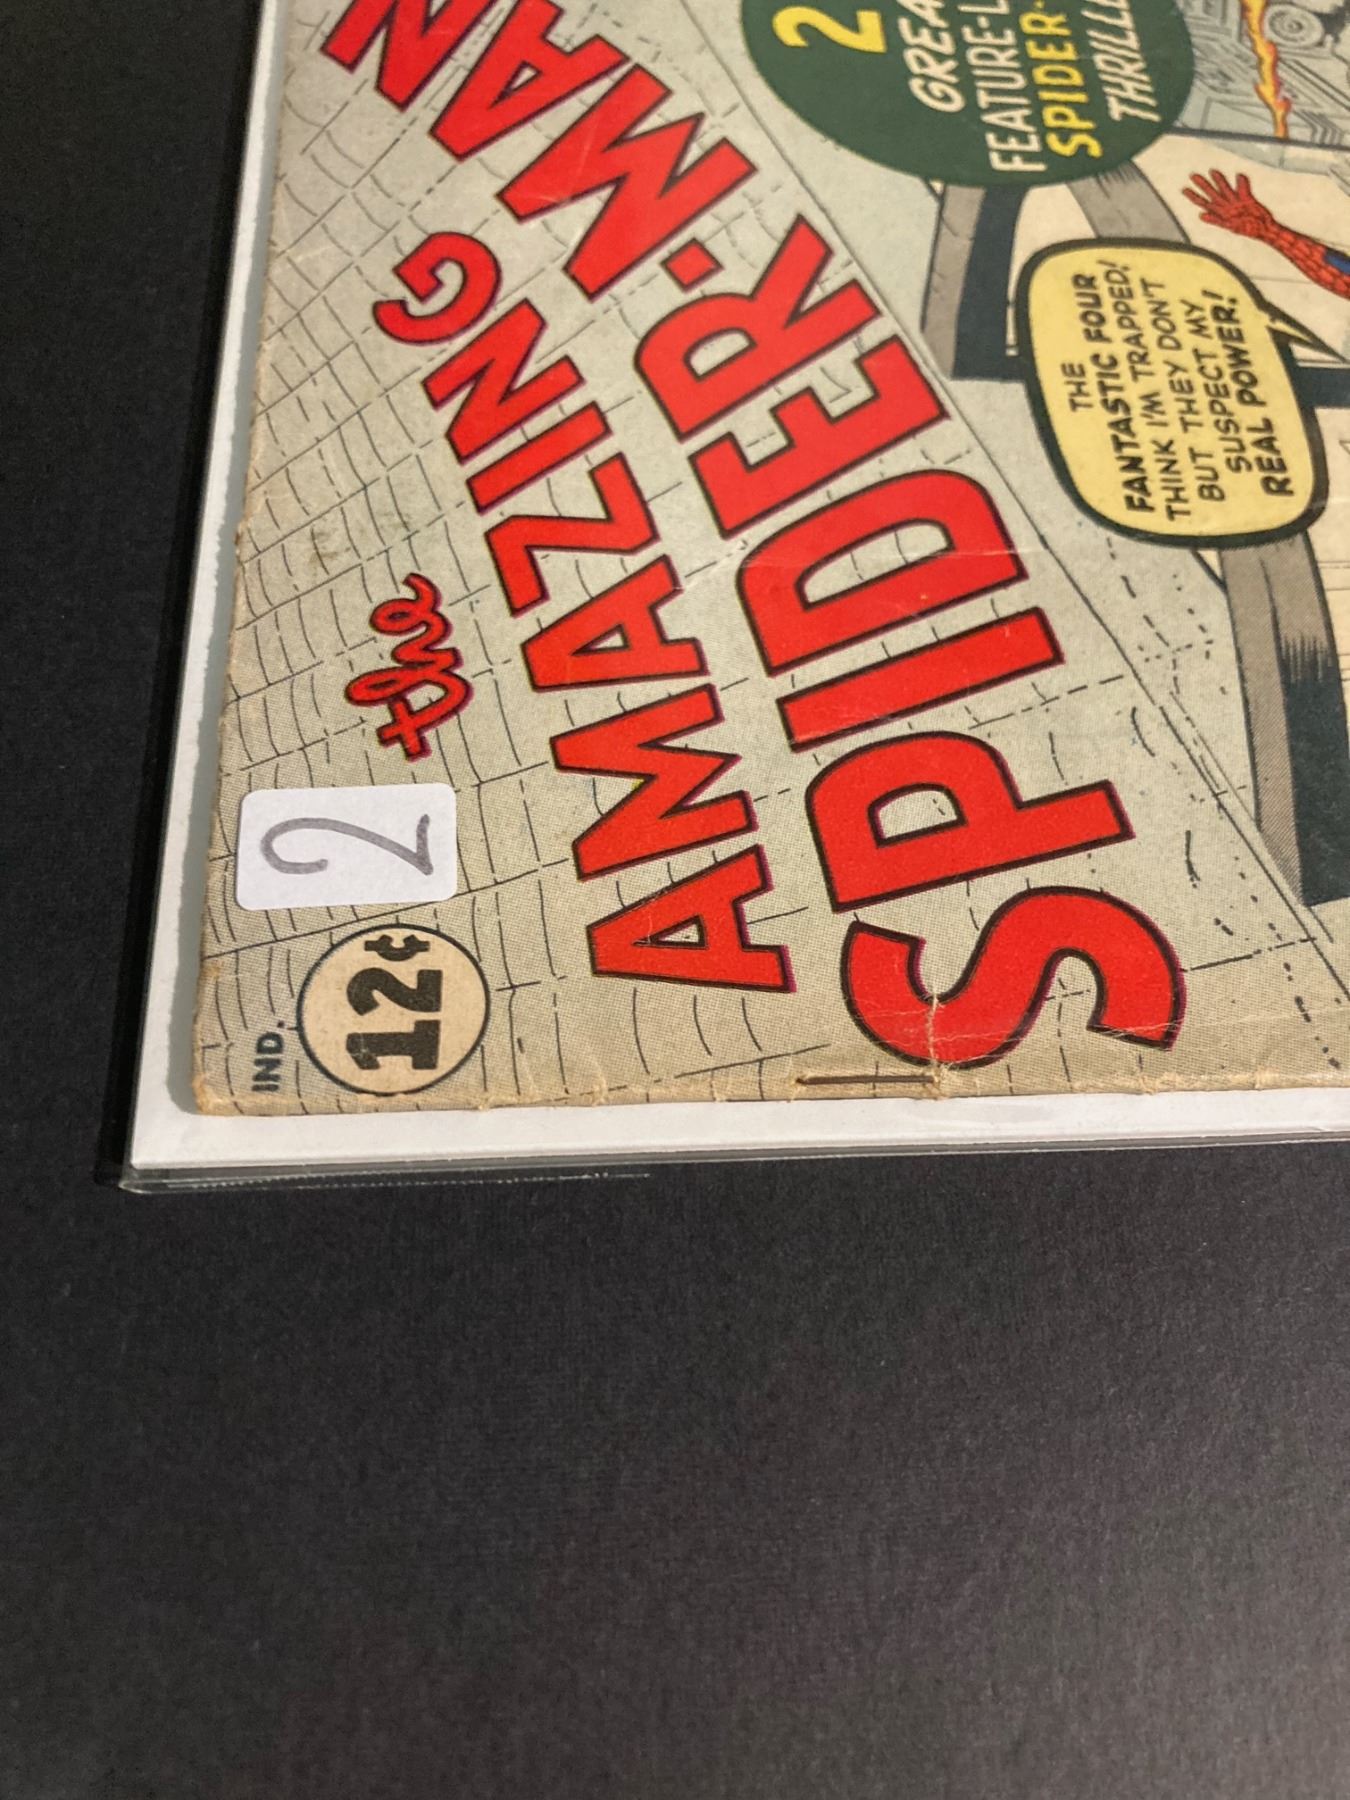 2
IND.
12¢
the
AMAZING
SPIDER-MAN
2
GREA
FEATURE-L
SPIDER-
THRILL
THE
FANTASTIC FOUR
THINK I'M TRAPPED!
BUT THEY DON'T
SUSPECT MY
REAL POWER!